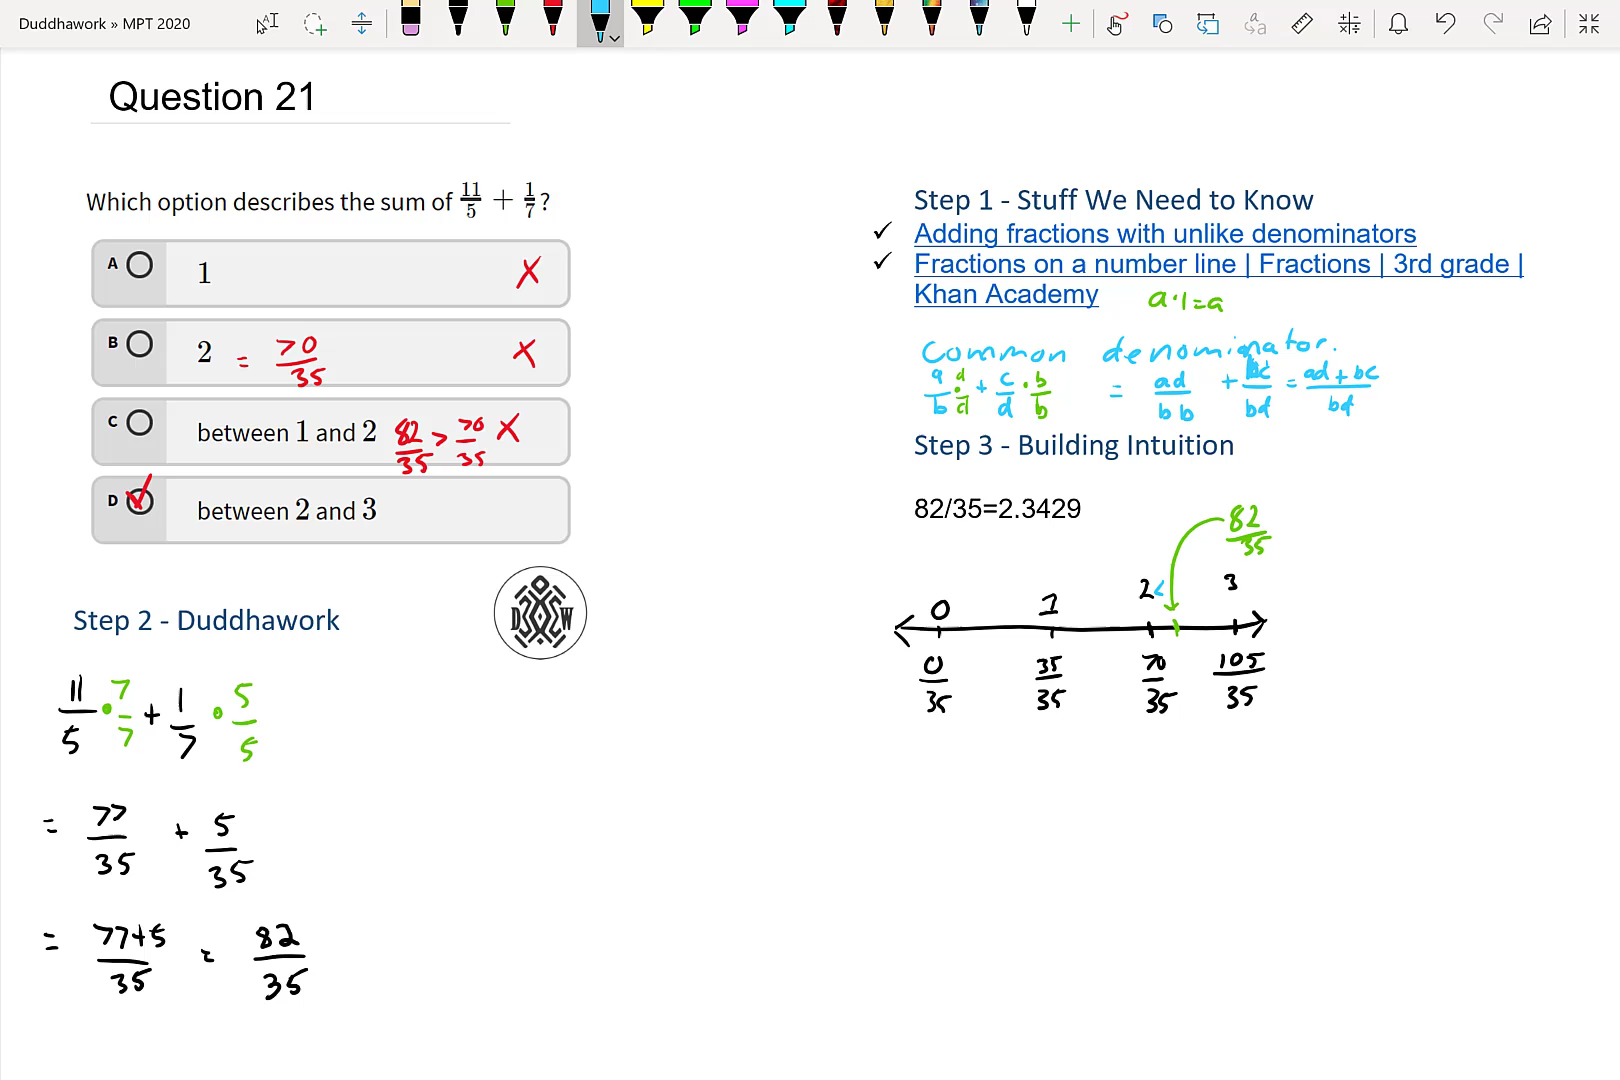 Duddhawork » MPT 2020
Question 21
Which option describes the sum of 11/5 + 1/7?
A 1 X
B 2 = 70/35 X
C between 1 and 2 82/35 > 70/35 X
D between 2 and 3
Step 2 - Duddhawork
D W
11/5 · 7/7 + 1/7 · 5/5
= 77/35 + 5/35
= 77+5/35 = 82/35
Step 1 - Stuff We Need to Know
✓ Adding fractions with unlike denominators
✓ Fractions on a number line | Fractions | 3rd grade |
Khan Academy a·1=a
Common denominator.
a/b · d/d + c/d · b/b = ad/bb + bc/bd = ad+bc/bd
Step 3 - Building Intuition
82/35=2.3429
82/35
0 1 2 < 3
0/35 35/35 70/35 105/35